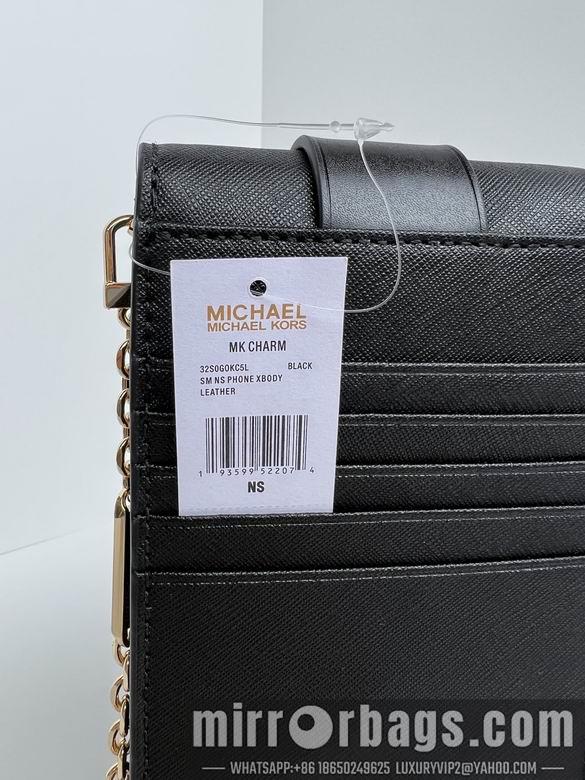 MICHAEL
MICHAEL KORS
MK CHARM
32S0G0KC5L BLACK
SM NS PHONE XBODY
LEATHER
1 93599 52207 4
NS
mirrorbags.com
WHATSAPP:+86 18650249625 LUXURYVIP2@YAHOO.COM